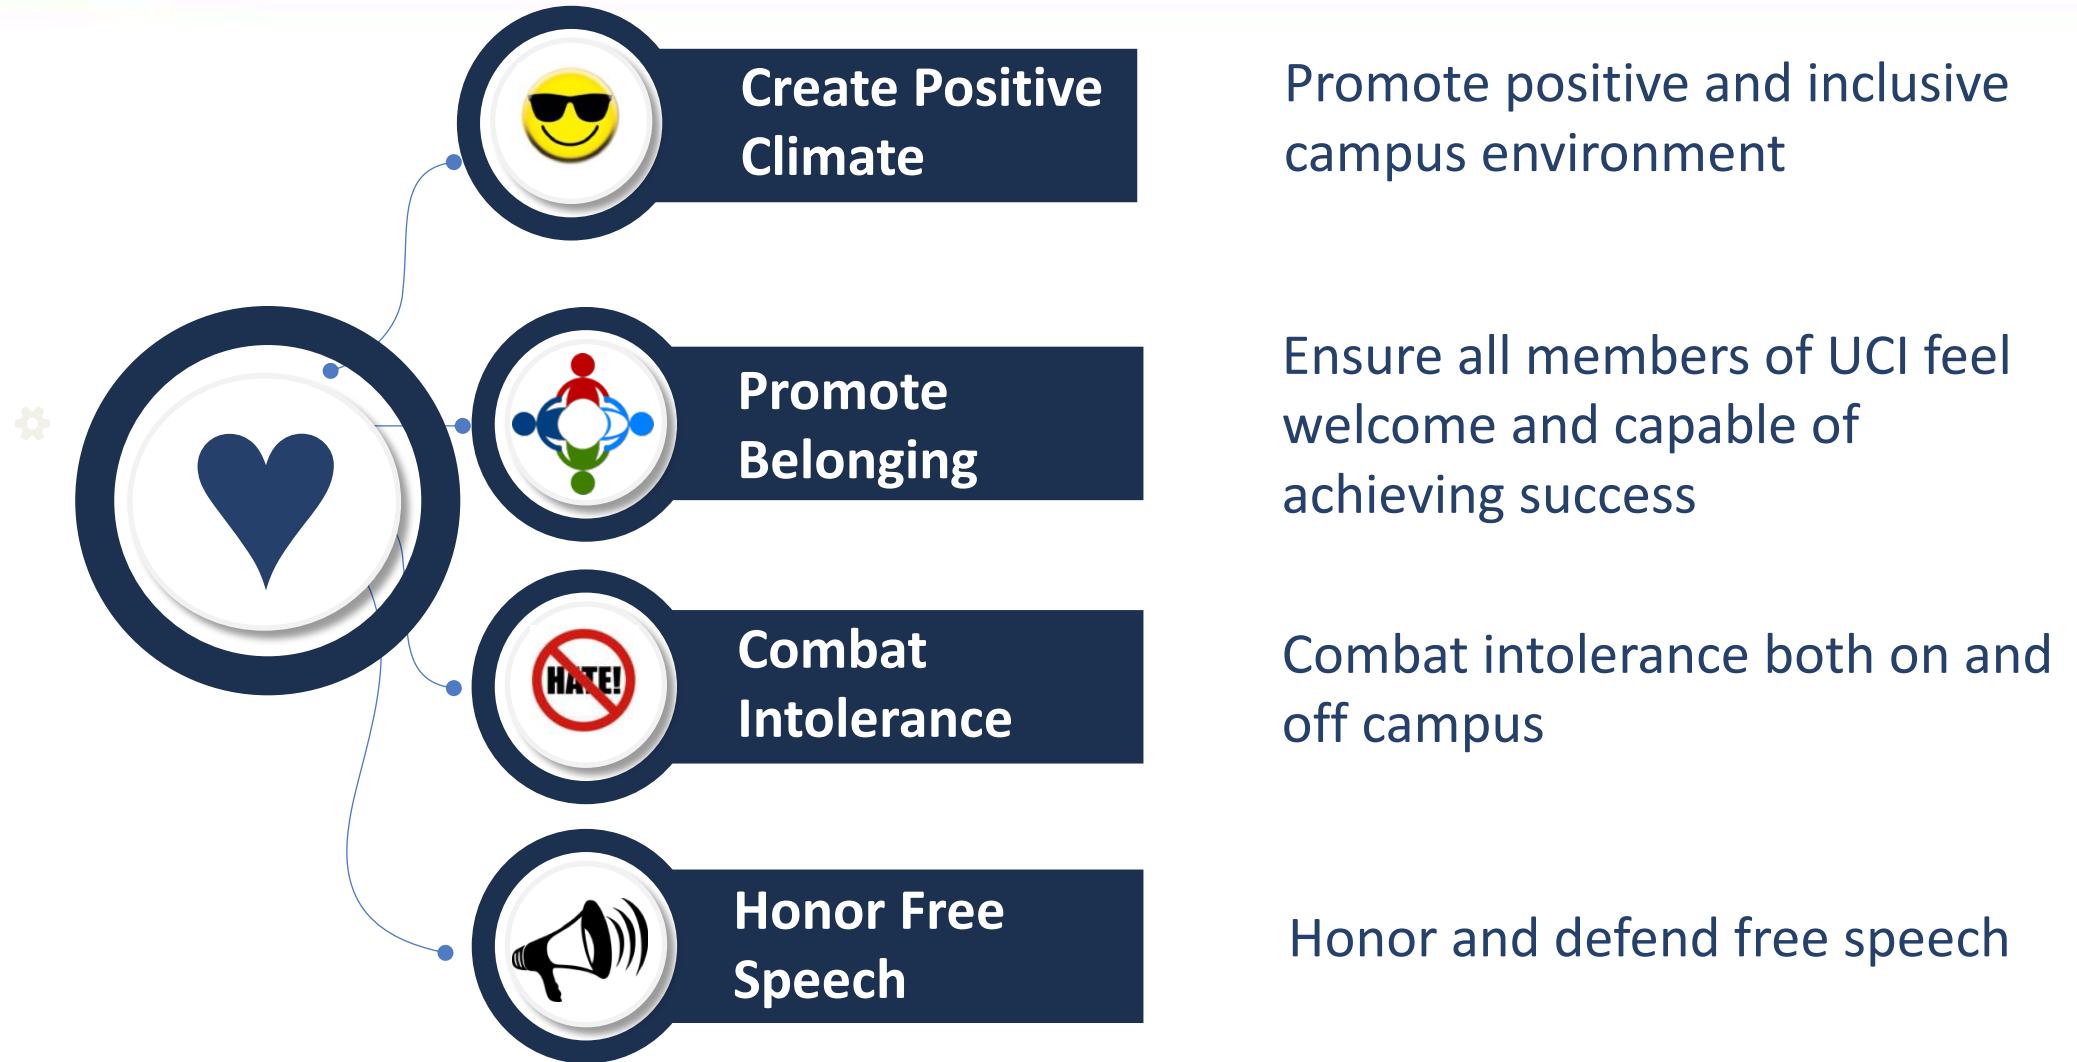 Create Positive
Climate
Promote positive and inclusive
campus environment
Promote
Belonging
Ensure all members of UCI feel
welcome and capable of
achieving success
HATE!
Combat
Intolerance
Combat intolerance both on and
off campus
Honor Free
Speech
Honor and defend free speech